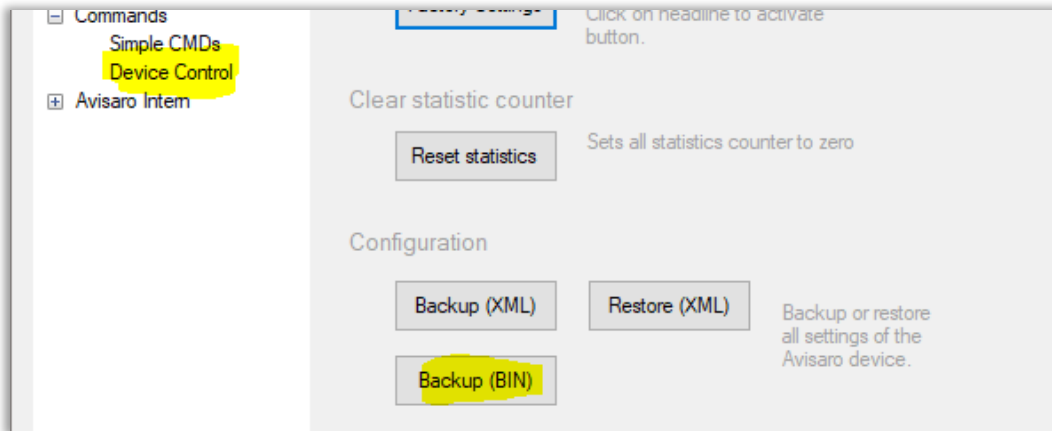 Commands
Simple CMDs
Device Control
Avisaro Intern
Factory Settings
Click on headline to activate
button.
Clear statistic counter
Reset statistics
Sets all statistics counter to zero
Configuration
Backup (XML)
Restore (XML)
Backup or restore
all settings of the
Avisaro device.
Backup (BIN)